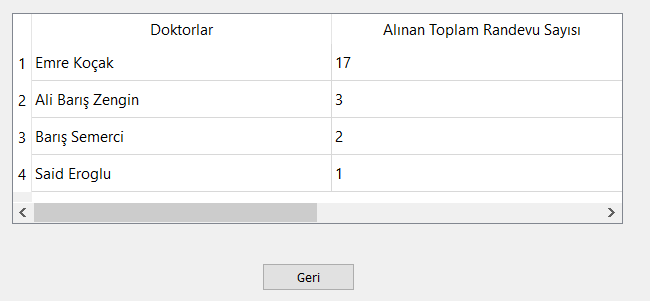 Doktorlar Alınan Toplam Randevu Sayısı
1 Emre Koçak 17
2 Ali Barış Zengin 3
3 Barış Semerci 2
4 Said Eroglu 1
Geri